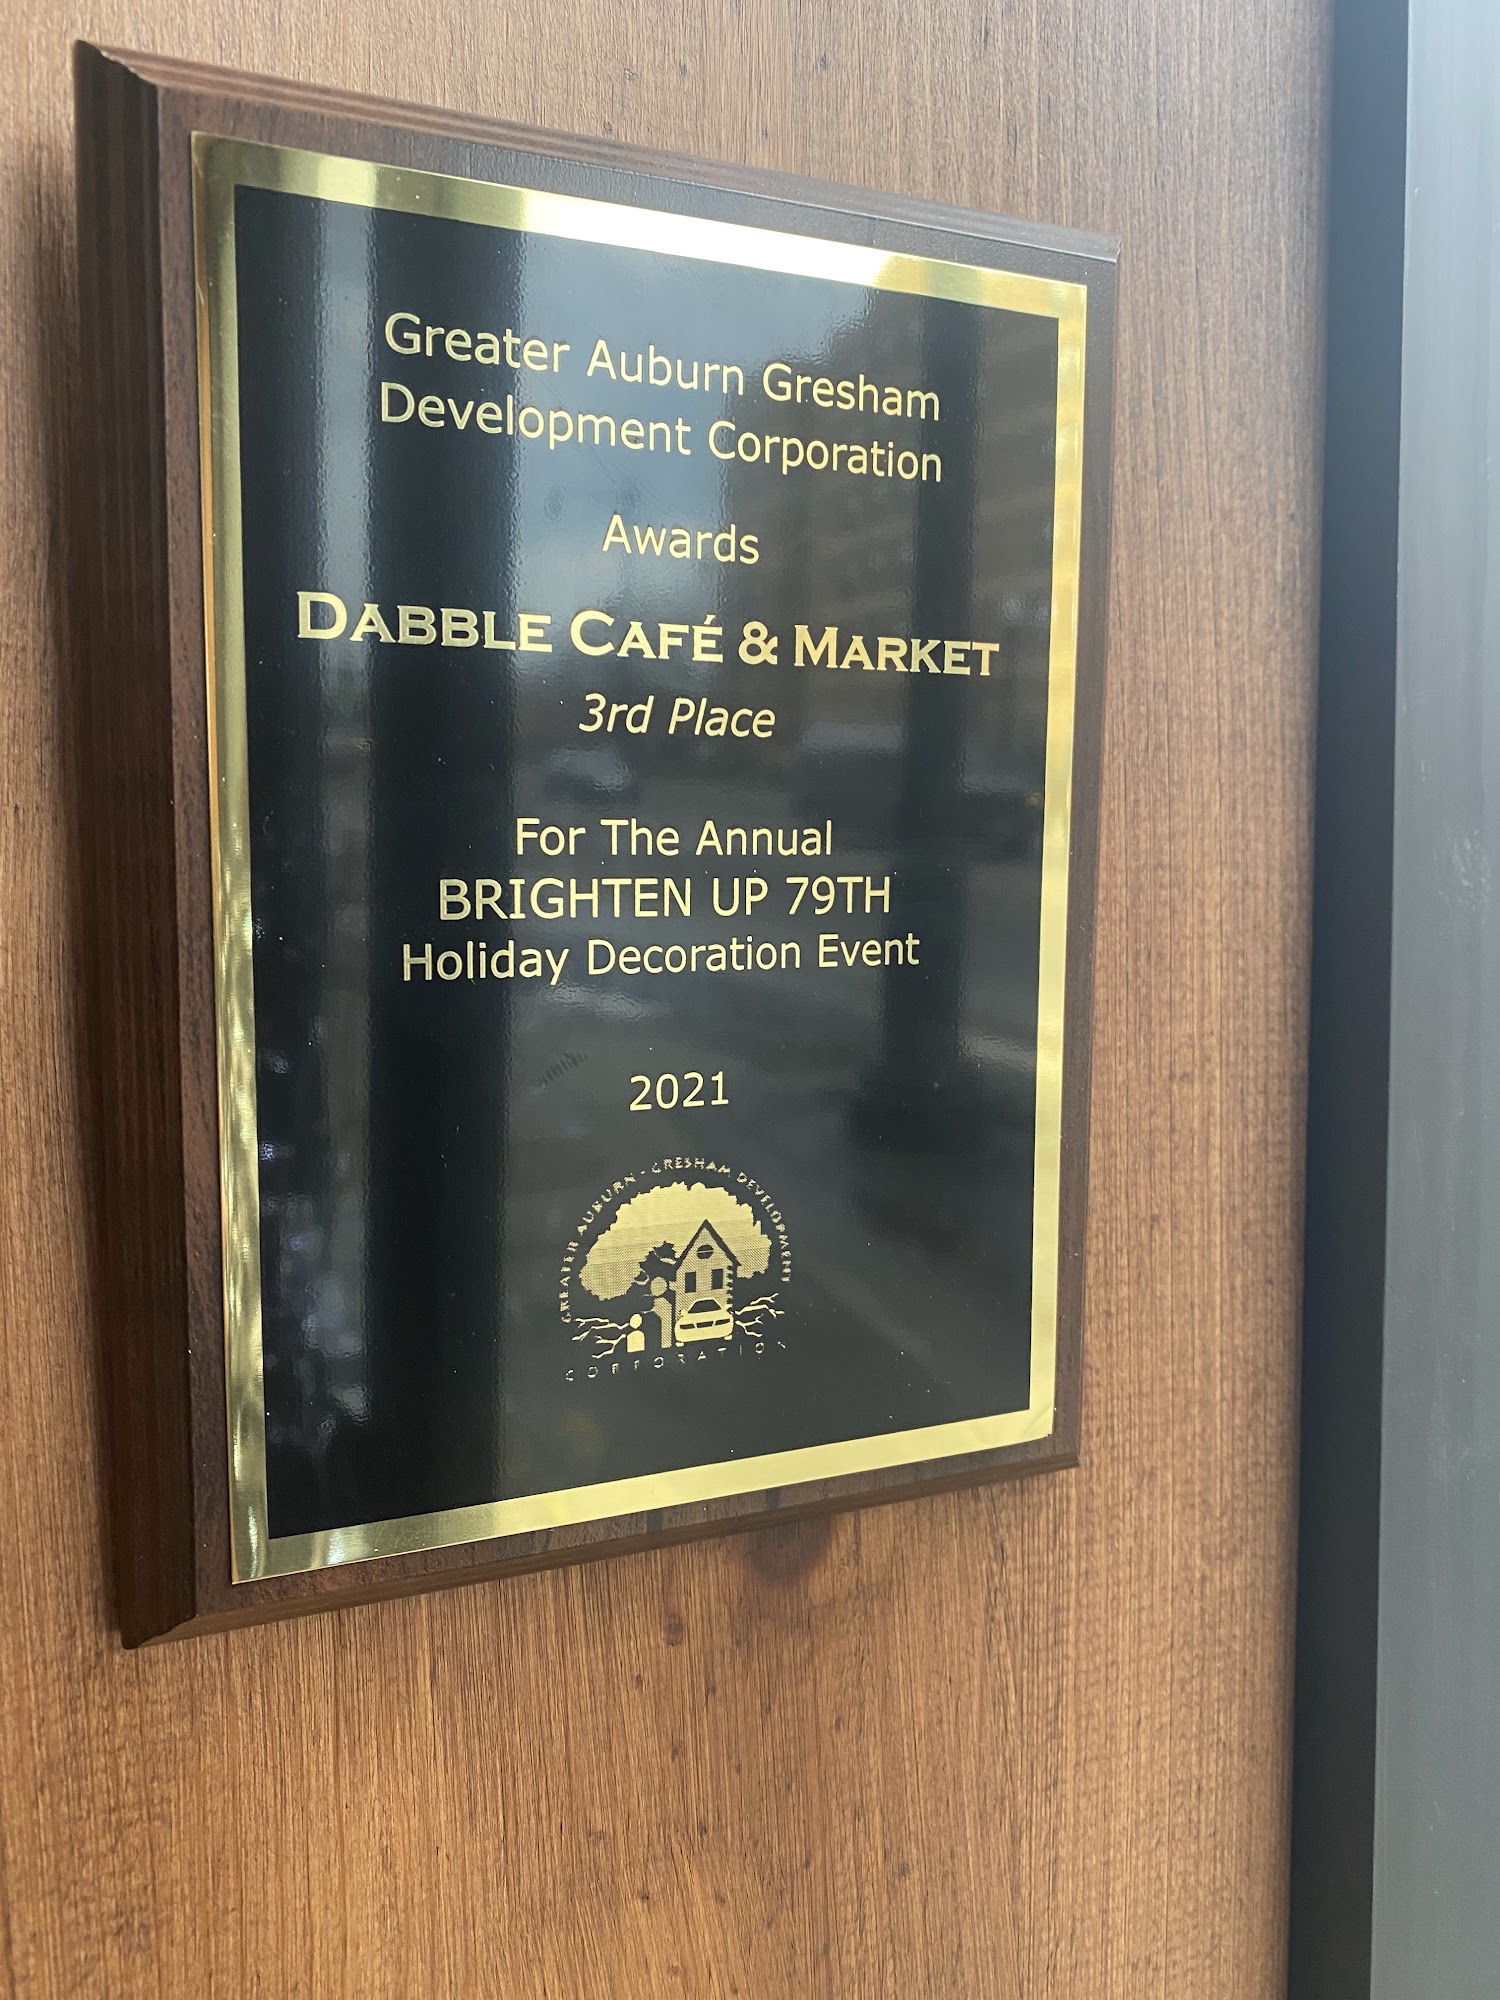 Greater Auburn Gresham
Development Corporation
Awards
DABBLE CAFÉ & MARKET
3rd Place
For The Annual
BRIGHTEN UP 79TH
Holiday Decoration Event
2021
GREATER AUBURN - GRESHAM DEVELOPMENT
CORPORATION